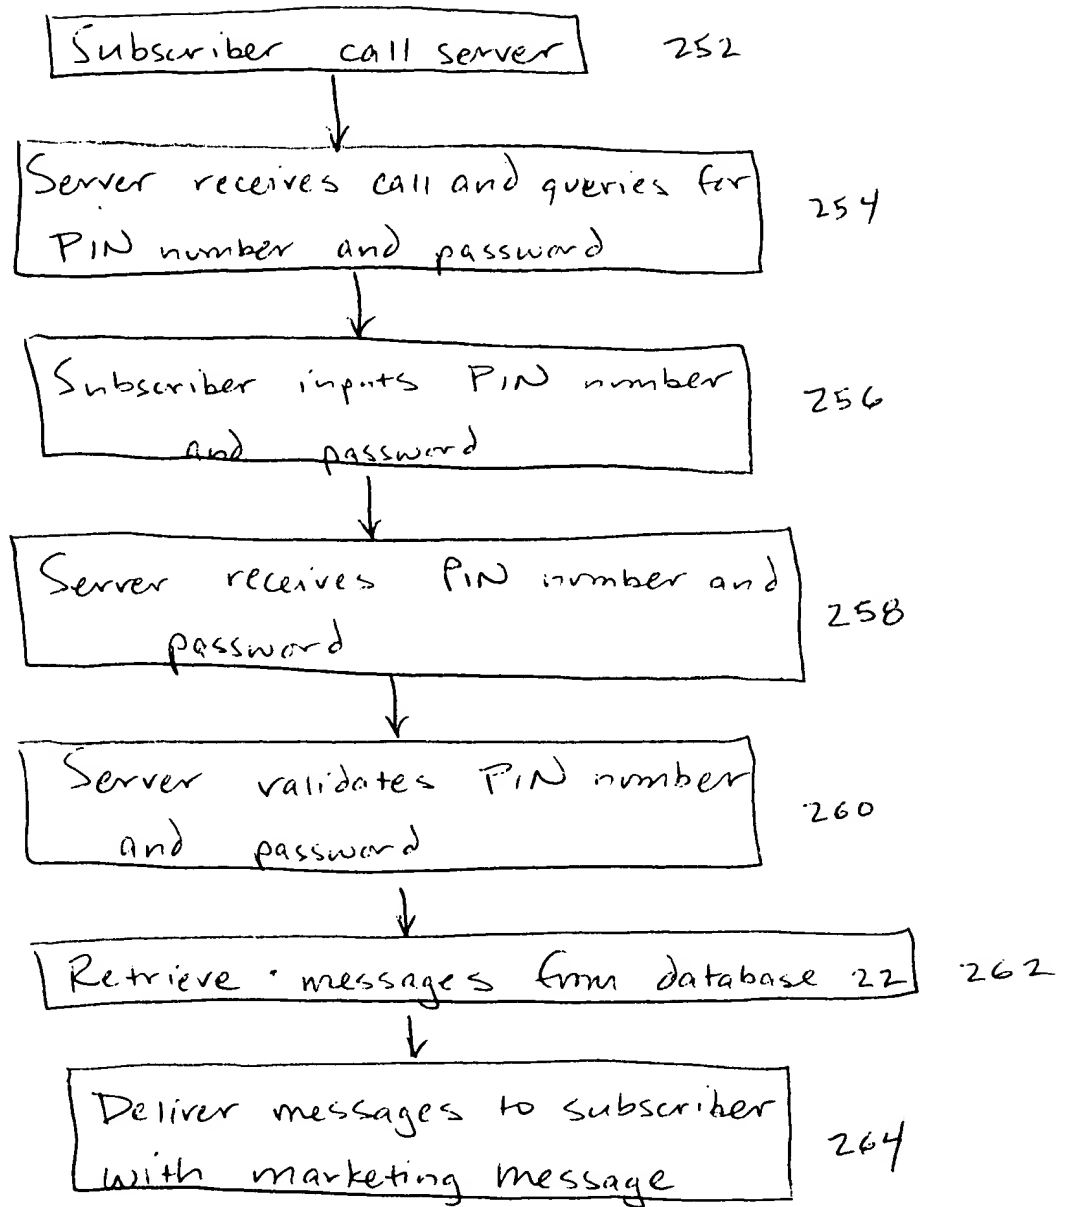 Subscriber call server 252
Server receives call and queries for
PIN number and password
254
Subscriber inputs PIN number
and password
256
Server receives PIN number and
password
258
Server validates PIN number
and password
260
Retrieve messages from database 22 262
Deliver messages to subscriber
with marketing message
264